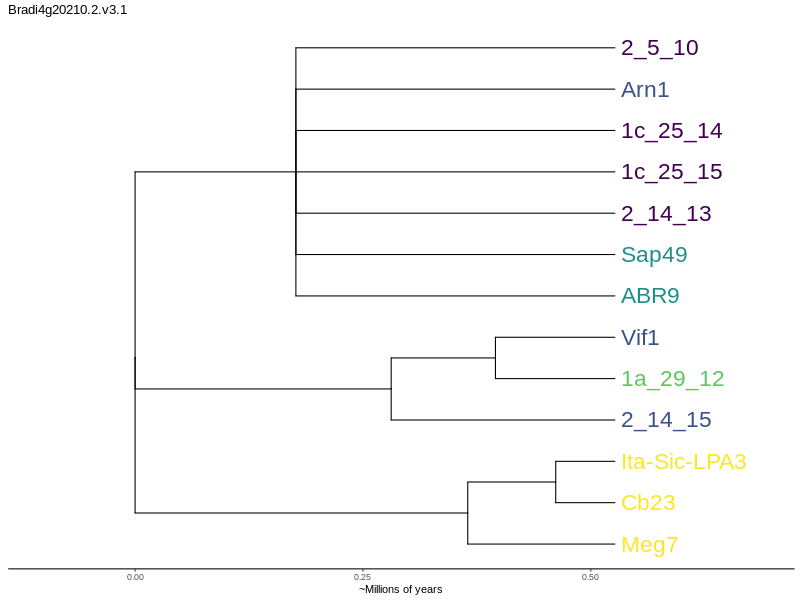 Bradi4g20210.2.v3.1
2_5_10
Arn1
1c_25_14
1c_25_15
2_14_13
Sap49
ABR9
Vif1
1a_29_12
2_14_15
Ita-Sic-LPA3
Cb23
Meg7
0.00 0.25 0.50
~Millions of years